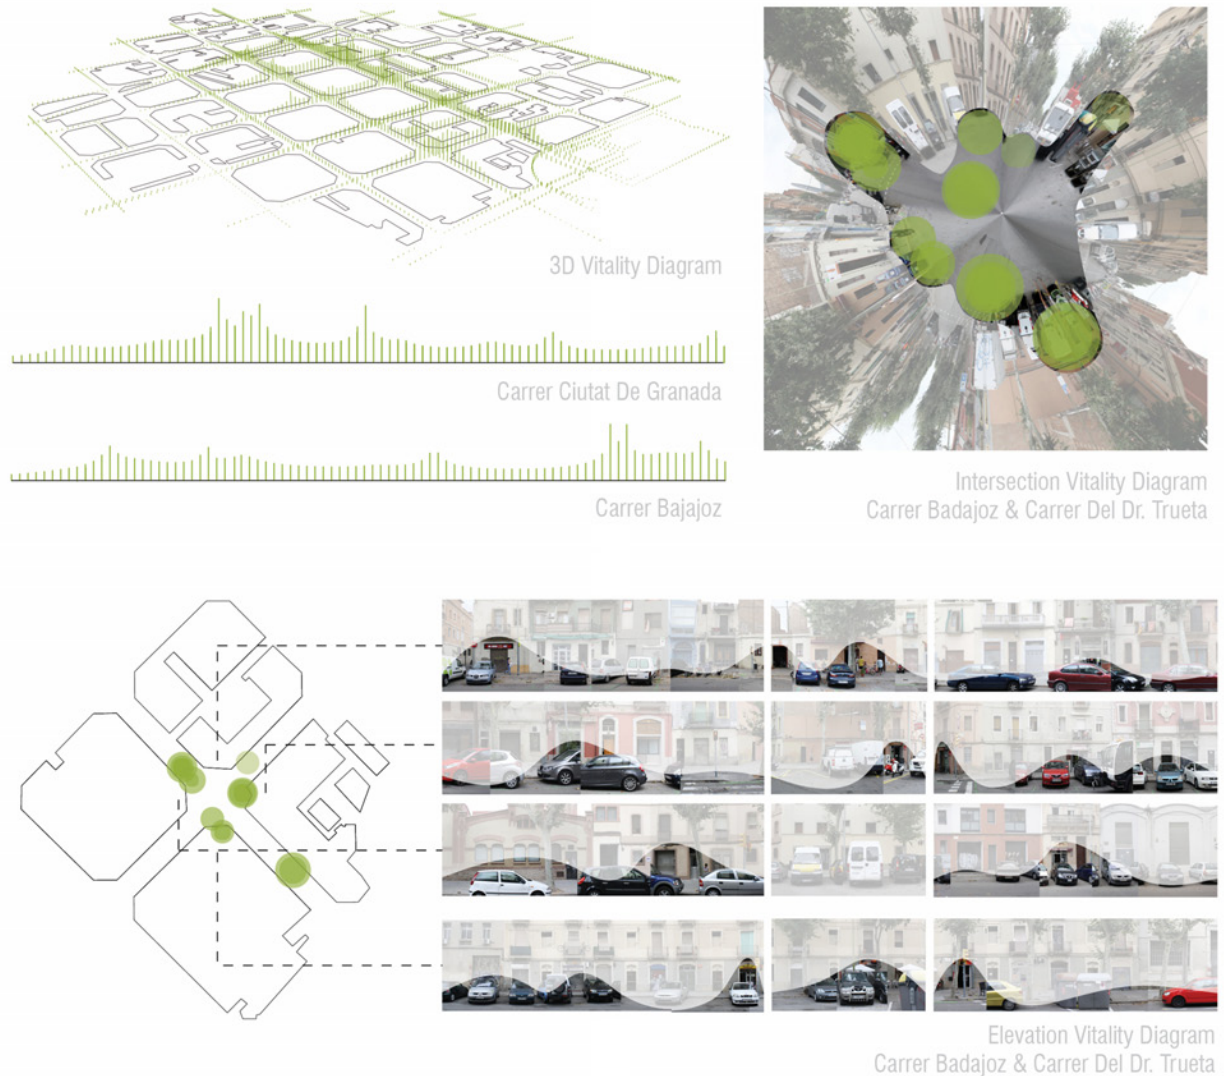 3D Vitality Diagram
Carrer Ciutat De Granada
Carrer Bajajoz
Intersection Vitality Diagram
Carrer Badajoz & Carrer Del Dr. Trueta
Elevation Vitality Diagram
Carrer Badajoz & Carrer Del Dr. Trueta